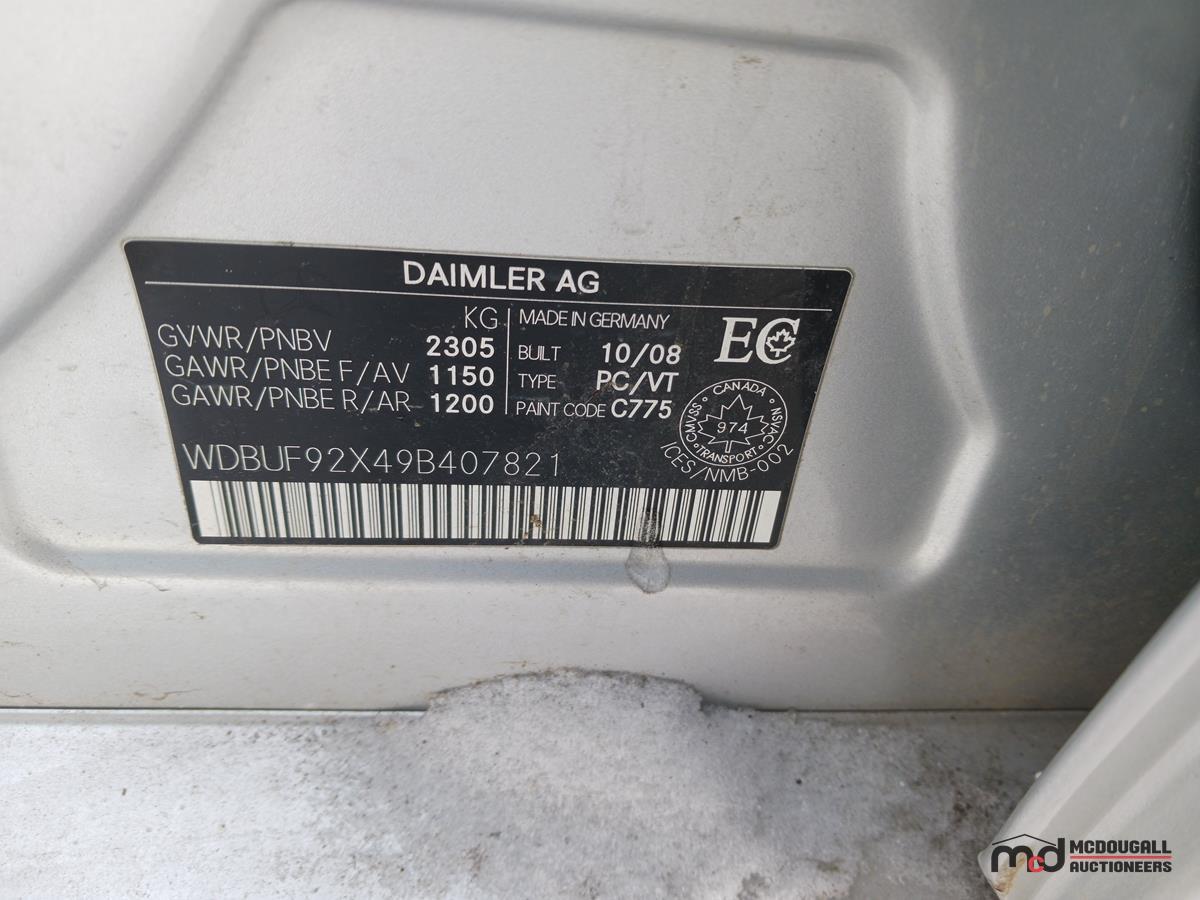 DAIMLER AG
KG
GVWR/PNBV 2305
GAWR/PNBE F/AV 1150
GAWR/PNBE R/AR 1200
MADE IN GERMANY
BUILT 10/08
TYPE PC/VT
PAINT CODE C775
EC
CANADA
CMVSS 974 NSVAC
TRANSPORT
ICES/NMB-002
WDBUF92X49B407821
mcd MCDOUGALL
AUCTIONEERS